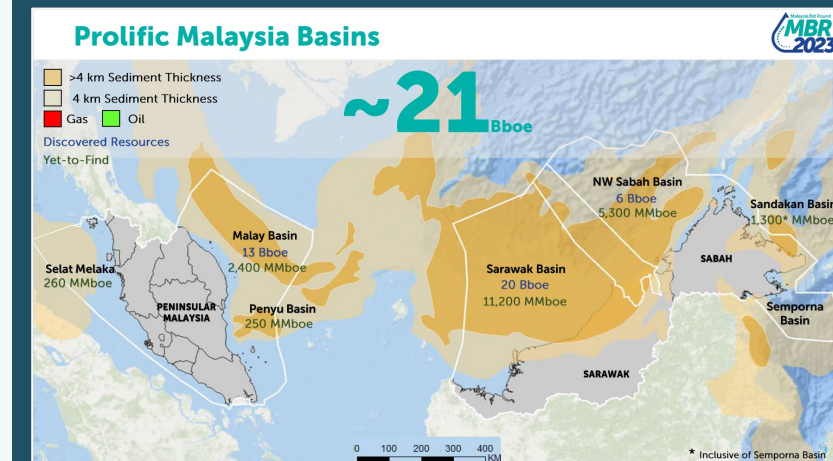 Prolific Malaysia Basins
Malaysia Bid Round
MBR
2023
>4 km Sediment Thickness
4 km Sediment Thickness
Gas Oil
Discovered Resources
Yet-to-Find
~21 Bboe
NW Sabah Basin
6 Bboe
5,300 MMboe
Sandakan Basin
1,300* MMboe
Malay Basin
13 Bboe
2,400 MMboe
Selat Melaka
260 MMboe
Sarawak Basin
20 Bboe
11,200 MMboe
SABAH
PENINSULAR
MALAYSIA
Penyu Basin
250 MMboe
Semporna
Basin
SARAWAK
0 100 200 300 400
KM
* Inclusive of Semporna Basin